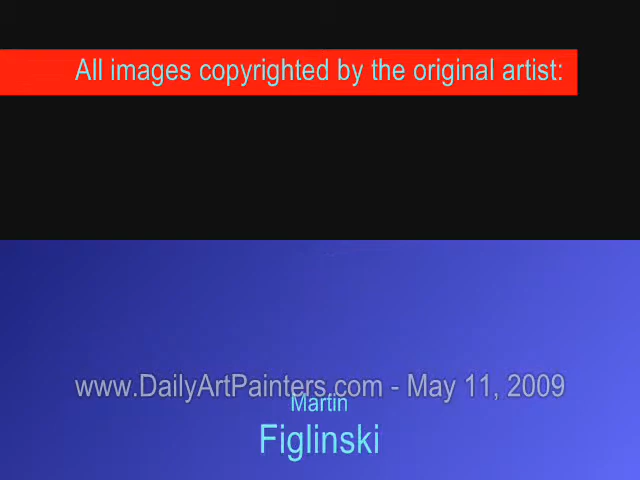 All images copyrighted by the original artist:
www.DailyArtPainters.com - May 11, 2009
Martin
Figlinski